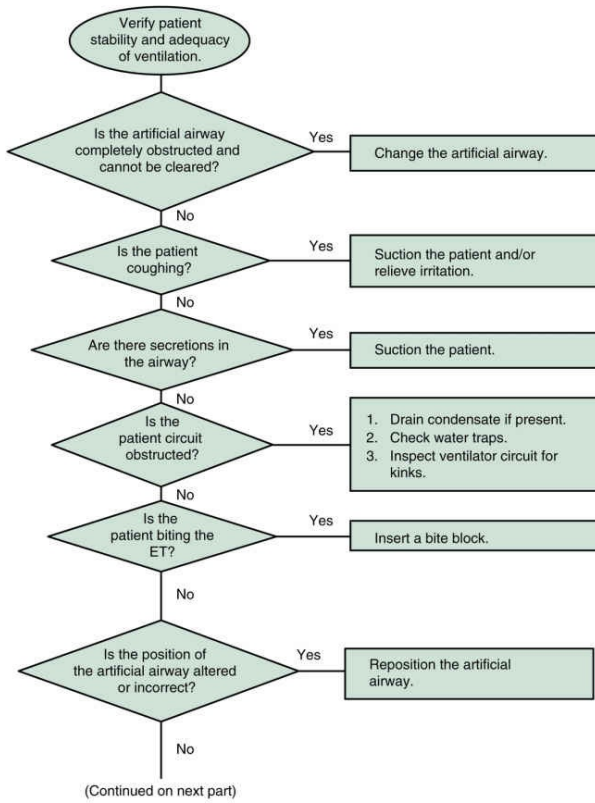 Verify patient
stability and adequacy
of ventilation.
Is the artificial airway
completely obstructed and
cannot be cleared?
Yes
Change the artificial airway.
No
Is the patient
coughing?
Yes
Suction the patient and/or
relieve irritation.
No
Are there secretions in
the airway?
Yes
Suction the patient.
No
Is the
patient circuit
obstructed?
Yes
1. Drain condensate if present.
2. Check water traps.
3. Inspect ventilator circuit for
kinks.
No
Is the
patient biting the
ET?
Yes
Insert a bite block.
No
Is the position of
the artificial airway altered
or incorrect?
Yes
Reposition the artificial
airway.
No
(Continued on next part)